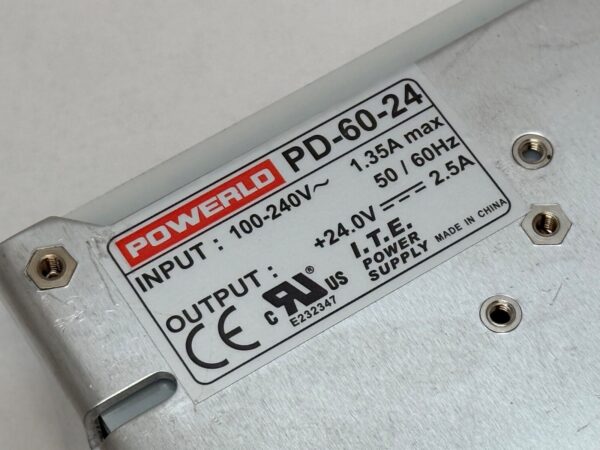 POWERLD PD-60-24
INPUT : 100-240V~ 1.35A max
50 / 60Hz
OUTPUT : +24.0V⎓ 2.5A
CE c RU ® US
E232347
I.T.E.
POWER
SUPPLY
MADE IN CHINA